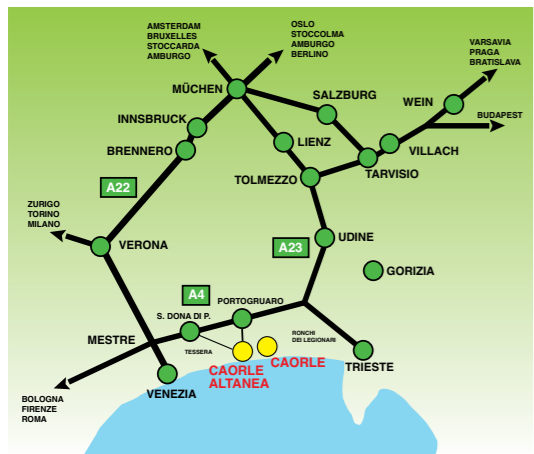 AMSTERDAM
BRUXELLES
STOCCARDA
AMBURGO
OSLO
STOCCOLMA
AMBURGO
BERLINO
VARSAVIA
PRAGA
BRATISLAVA
MÜCHEN
SALZBURG
WEIN
BUDAPEST
INNSBRUCK
LIENZ
VILLACH
BRENNERO
TARVISIO
TOLMEZZO
A22
ZURIGO
TORINO
MILANO
VERONA
UDINE
A23
GORIZIA
A4
PORTOGRUARO
S. DONA DI P.
MESTRE
TESSERA
RONCHI
DEI LEGIONARI
CAORLE
TRIESTE
CAORLE
ALTANEA
VENEZIA
BOLOGNA
FIRENZE
ROMA